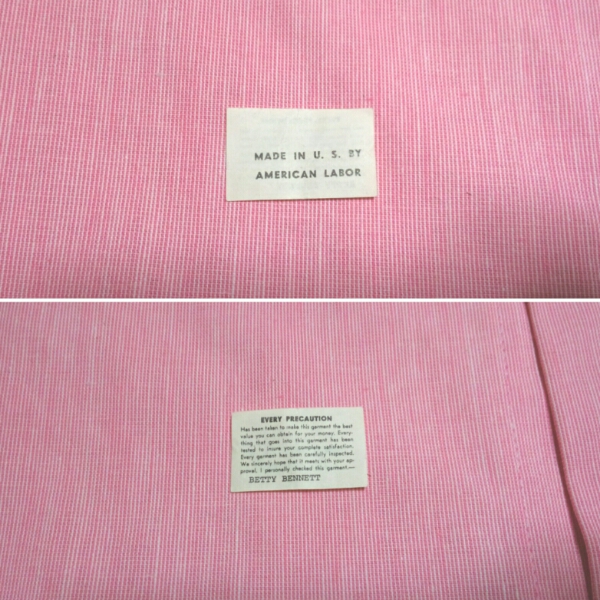 MADE IN U. S. BY
AMERICAN LABOR
EVERY PRECAUTION
Has been taken to make this garment the best
value you can obtain for your money. Every-
thing that goes into this garment has been
tested to insure your complete satisfaction.
Every garment has been carefully inspected.
We sincerely hope that it meets with your ap-
proval. I personally checked this garment.—
BETTY BENNETT